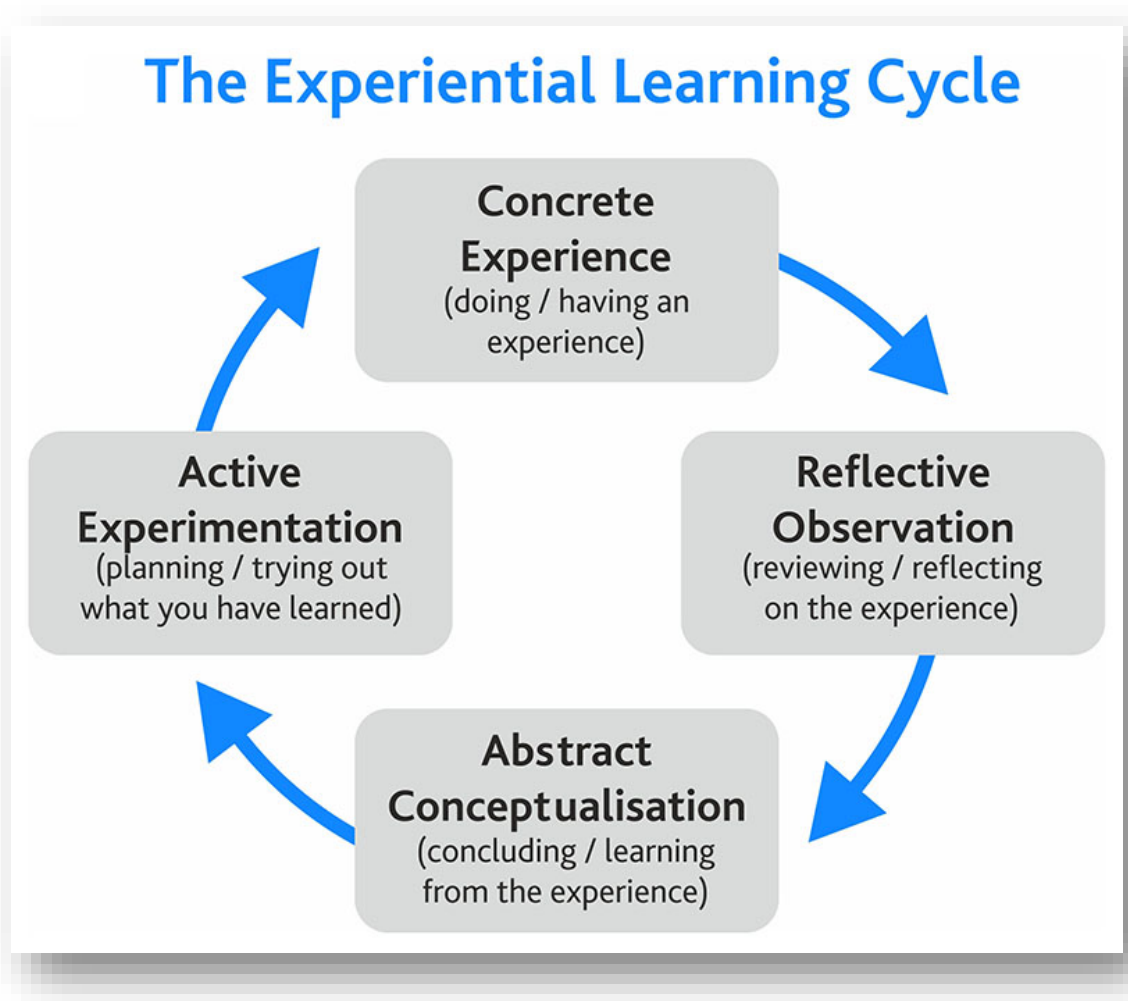 The Experiential Learning Cycle
Concrete
Experience
(doing / having an
experience)
Reflective
Observation
(reviewing / reflecting
on the experience)
Abstract
Conceptualisation
(concluding / learning
from the experience)
Active
Experimentation
(planning / trying out
what you have learned)